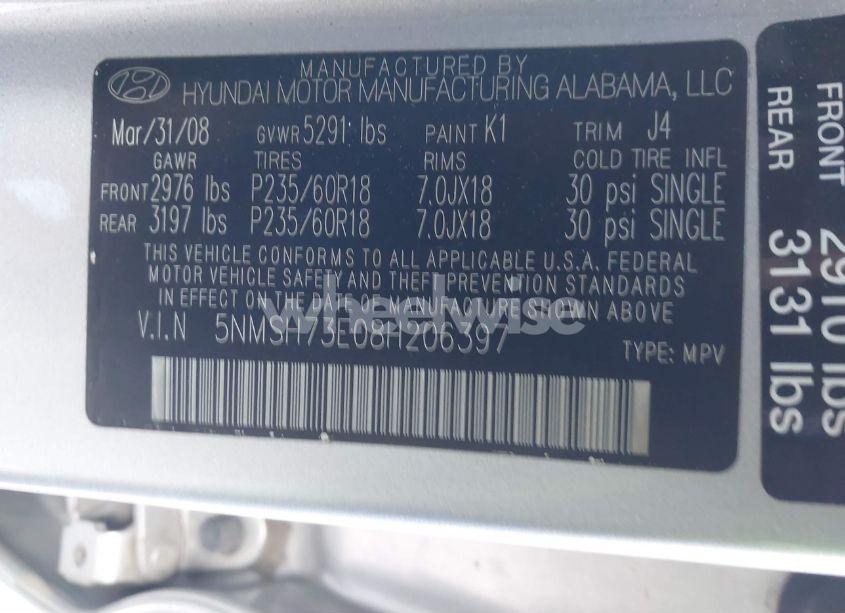 MANUFACTURED BY
HYUNDAI MOTOR MANUFACTURING ALABAMA, LLC
Mar/31/08 GVWR 5291 lbs PAINT K1 TRIM J4
GAWR TIRES RIMS COLD TIRE INFL
FRONT 2976 lbs P235/60R18 7.0JX18 30 psi SINGLE
REAR 3197 lbs P235/60R18 7.0JX18 30 psi SINGLE
THIS VEHICLE CONFORMS TO ALL APPLICABLE U.S.A. FEDERAL
MOTOR VEHICLE SAFETY AND THEFT PREVENTION STANDARDS
IN EFFECT ON THE DATE OF MANUFACTURE SHOWN ABOVE
V.I.N 5NMSH73E08H206397 TYPE: MPV
wheelwise
FRONT 2910 lbs
REAR 3131 lbs